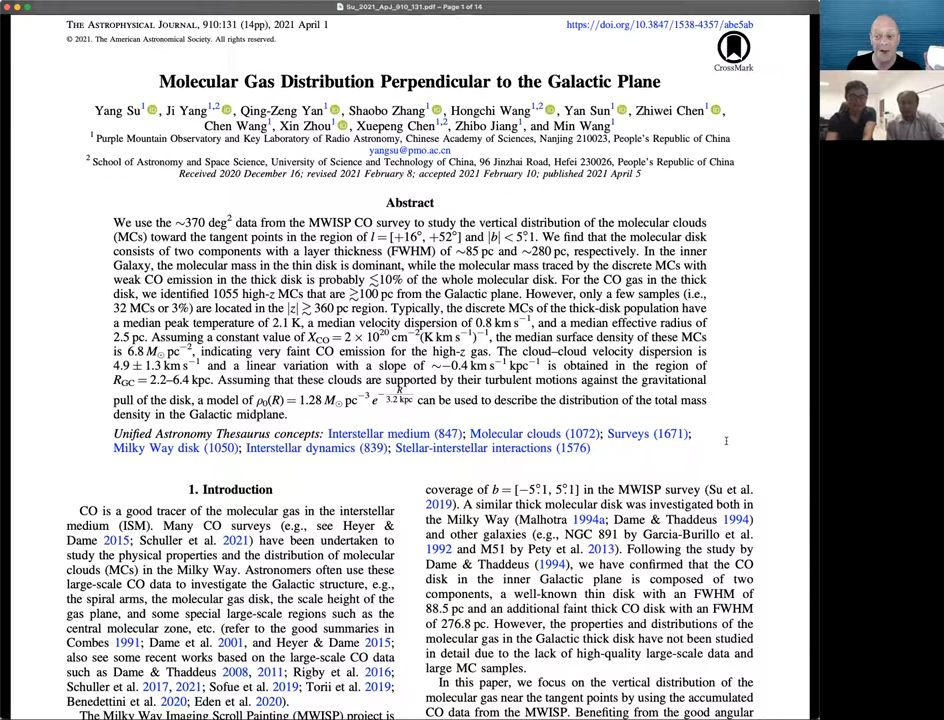 Su_2021_ApJ_910_131.pdf – Page 1 of 14
THE ASTROPHYSICAL JOURNAL, 910:131 (14pp), 2021 April 1
https://doi.org/10.3847/1538-4357/abe5ab
© 2021. The American Astronomical Society. All rights reserved.
CrossMark
Molecular Gas Distribution Perpendicular to the Galactic Plane
Yang Su¹, Ji Yang¹,², Qing-Zeng Yan¹, Shaobo Zhang¹, Hongchi Wang¹,², Yan Sun¹, Zhiwei Chen¹,
Chen Wang¹, Xin Zhou¹, Xuepeng Chen¹,², Zhibo Jiang¹, and Min Wang¹
¹ Purple Mountain Observatory and Key Laboratory of Radio Astronomy, Chinese Academy of Sciences, Nanjing 210023, People's Republic of China
yangsu@pmo.ac.cn
² School of Astronomy and Space Science, University of Science and Technology of China, 96 Jinzhai Road, Hefei 230026, People's Republic of China
Received 2020 December 16; revised 2021 February 8; accepted 2021 February 10; published 2021 April 5
Abstract
We use the ~370 deg² data from the MWISP CO survey to study the vertical distribution of the molecular clouds
(MCs) toward the tangent points in the region of l = [+16°, +52°] and |b| < 5°.1. We find that the molecular disk
consists of two components with a layer thickness (FWHM) of ~85 pc and ~280 pc, respectively. In the inner
Galaxy, the molecular mass in the thin disk is dominant, while the molecular mass traced by the discrete MCs with
weak CO emission in the thick disk is probably ≲10% of the whole molecular disk. For the CO gas in the thick
disk, we identified 1055 high-z MCs that are ≳100 pc from the Galactic plane. However, only a few samples (i.e.,
32 MCs or 3%) are located in the |z| ≳ 360 pc region. Typically, the discrete MCs of the thick-disk population have
a median peak temperature of 2.1 K, a median velocity dispersion of 0.8 km s⁻¹, and a median effective radius of
2.5 pc. Assuming a constant value of X_CO = 2 × 10²⁰ cm⁻²(K km s⁻¹)⁻¹, the median surface density of these MCs
is 6.8 M⊙ pc⁻², indicating very faint CO emission for the high-z gas. The cloud–cloud velocity dispersion is
4.9 ± 1.3 km s⁻¹ and a linear variation with a slope of ~−0.4 km s⁻¹ kpc⁻¹ is obtained in the region of
R_GC = 2.2–6.4 kpc. Assuming that these clouds are supported by their turbulent motions against the gravitational
pull of the disk, a model of ρ₀(R) = 1.28 M⊙ pc⁻³ e^(−R/3.2 kpc) can be used to describe the distribution of the total mass
density in the Galactic midplane.
Unified Astronomy Thesaurus concepts: Interstellar medium (847); Molecular clouds (1072); Surveys (1671);
Milky Way disk (1050); Interstellar dynamics (839); Stellar-interstellar interactions (1576)
1. Introduction
CO is a good tracer of the molecular gas in the interstellar
medium (ISM). Many CO surveys (e.g., see Heyer &
Dame 2015; Schuller et al. 2021) have been undertaken to
study the physical properties and the distribution of molecular
clouds (MCs) in the Milky Way. Astronomers often use these
large-scale CO data to investigate the Galactic structure, e.g.,
the spiral arms, the molecular gas disk, the scale height of the
gas plane, and some special large-scale regions such as the
central molecular zone, etc. (refer to the good summaries in
Combes 1991; Dame et al. 2001, and Heyer & Dame 2015;
also see some recent works based on the large-scale CO data
such as Dame & Thaddeus 2008, 2011; Rigby et al. 2016;
Schuller et al. 2017, 2021; Sofue et al. 2019; Torii et al. 2019;
Benedettini et al. 2020; Eden et al. 2020).
The Milky Way Imaging Scroll Painting (MWISP) project is
coverage of b = [−5°.1, 5°.1] in the MWISP survey (Su et al.
2019). A similar thick molecular disk was investigated both in
the Milky Way (Malhotra 1994a; Dame & Thaddeus 1994)
and other galaxies (e.g., NGC 891 by Garcia-Burillo et al.
1992 and M51 by Pety et al. 2013). Following the study by
Dame & Thaddeus (1994), we have confirmed that the CO
disk in the inner Galactic plane is composed of two
components, a well-known thin disk with an FWHM of
88.5 pc and an additional faint thick CO disk with an FWHM
of 276.8 pc. However, the properties and distributions of the
molecular gas in the Galactic thick disk have not been studied
in detail due to the lack of high-quality large-scale data and
large MC samples.
In this paper, we focus on the vertical distribution of the
molecular gas near the tangent points by using the accumulated
CO data from the MWISP. Benefiting from the good angular